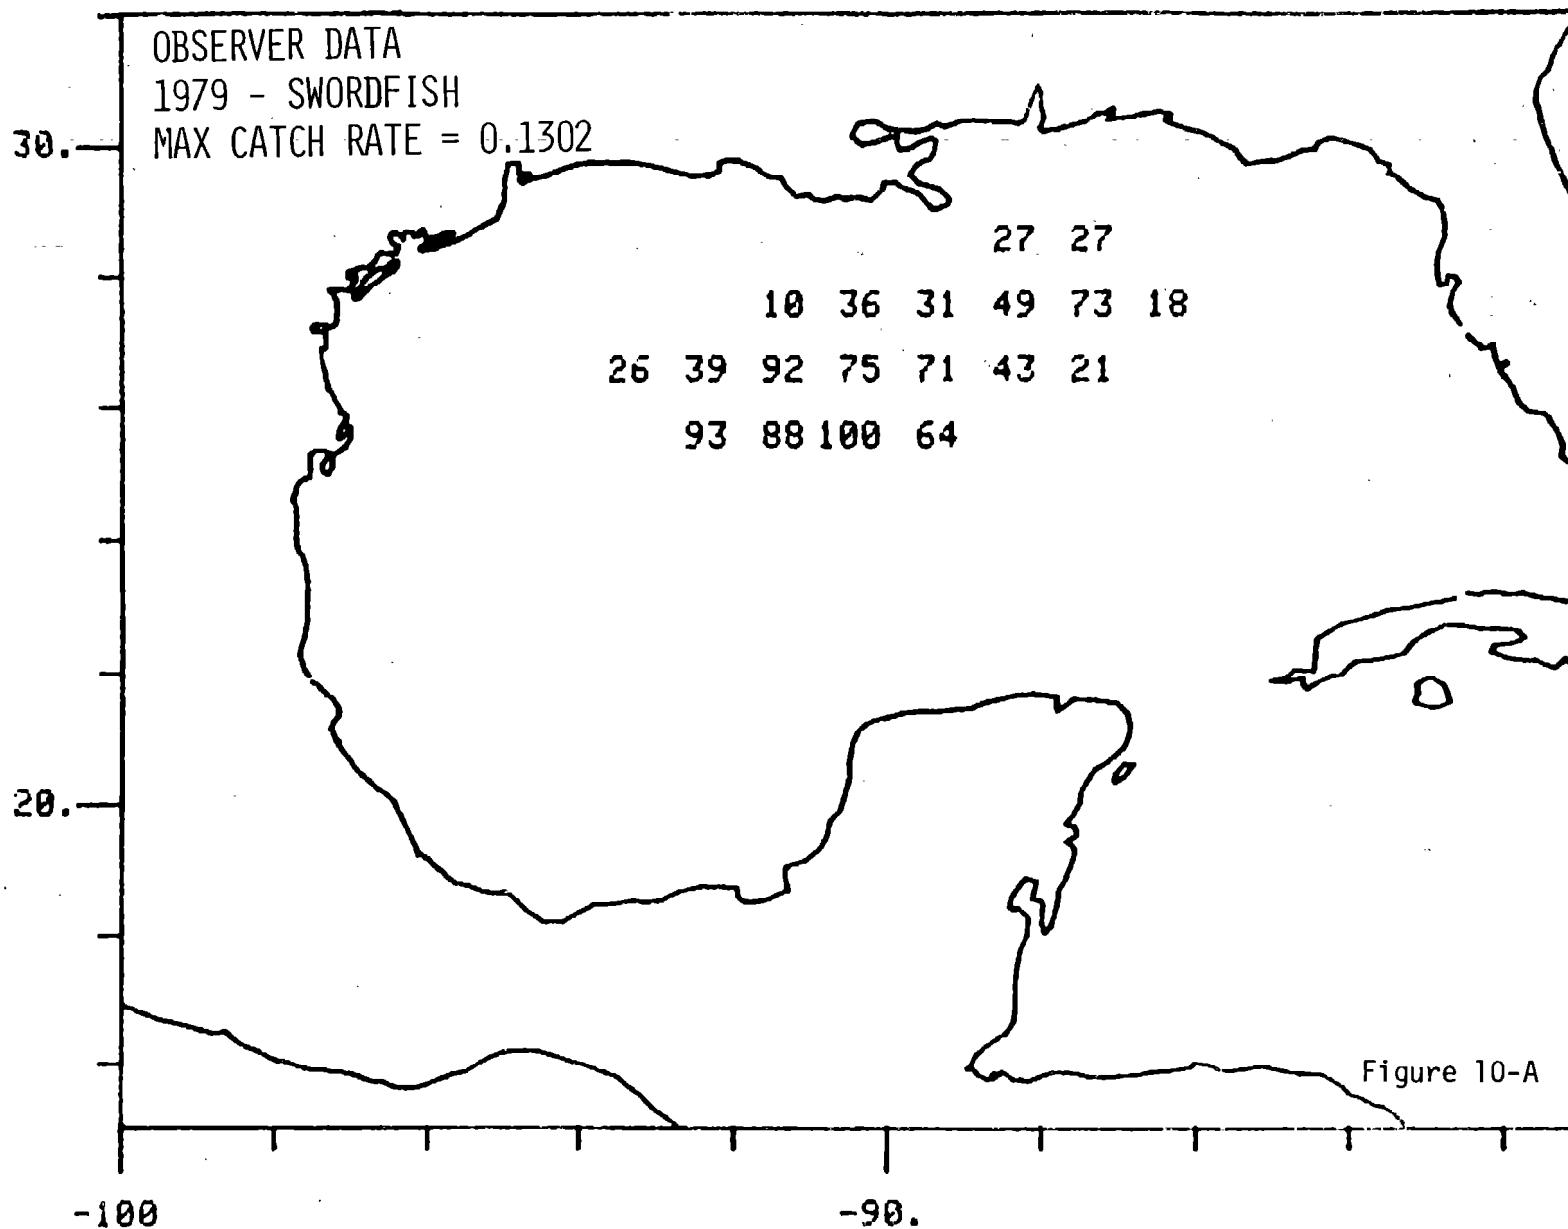 OBSERVER DATA
1979 - SWORDFISH
MAX CATCH RATE = 0.1302
30.
27 27
10 36 31 49 73 18
26 39 92 75 71 43 21
93 88 100 64
20.
Figure 10-A
-100 -90.